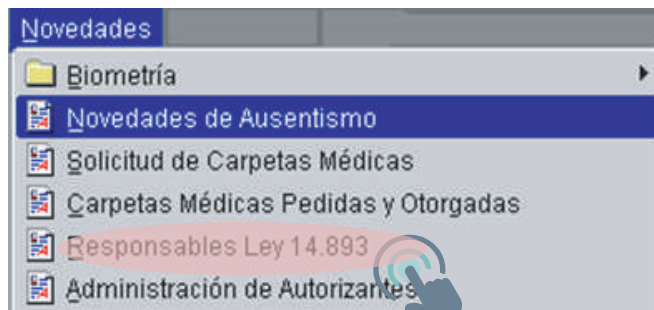 Novedades
Biometría
Novedades de Ausentismo
Solicitud de Carpetas Médicas
Carpetas Médicas Pedidas y Otorgadas
Responsables Ley 14.893
Administración de Autorizantes